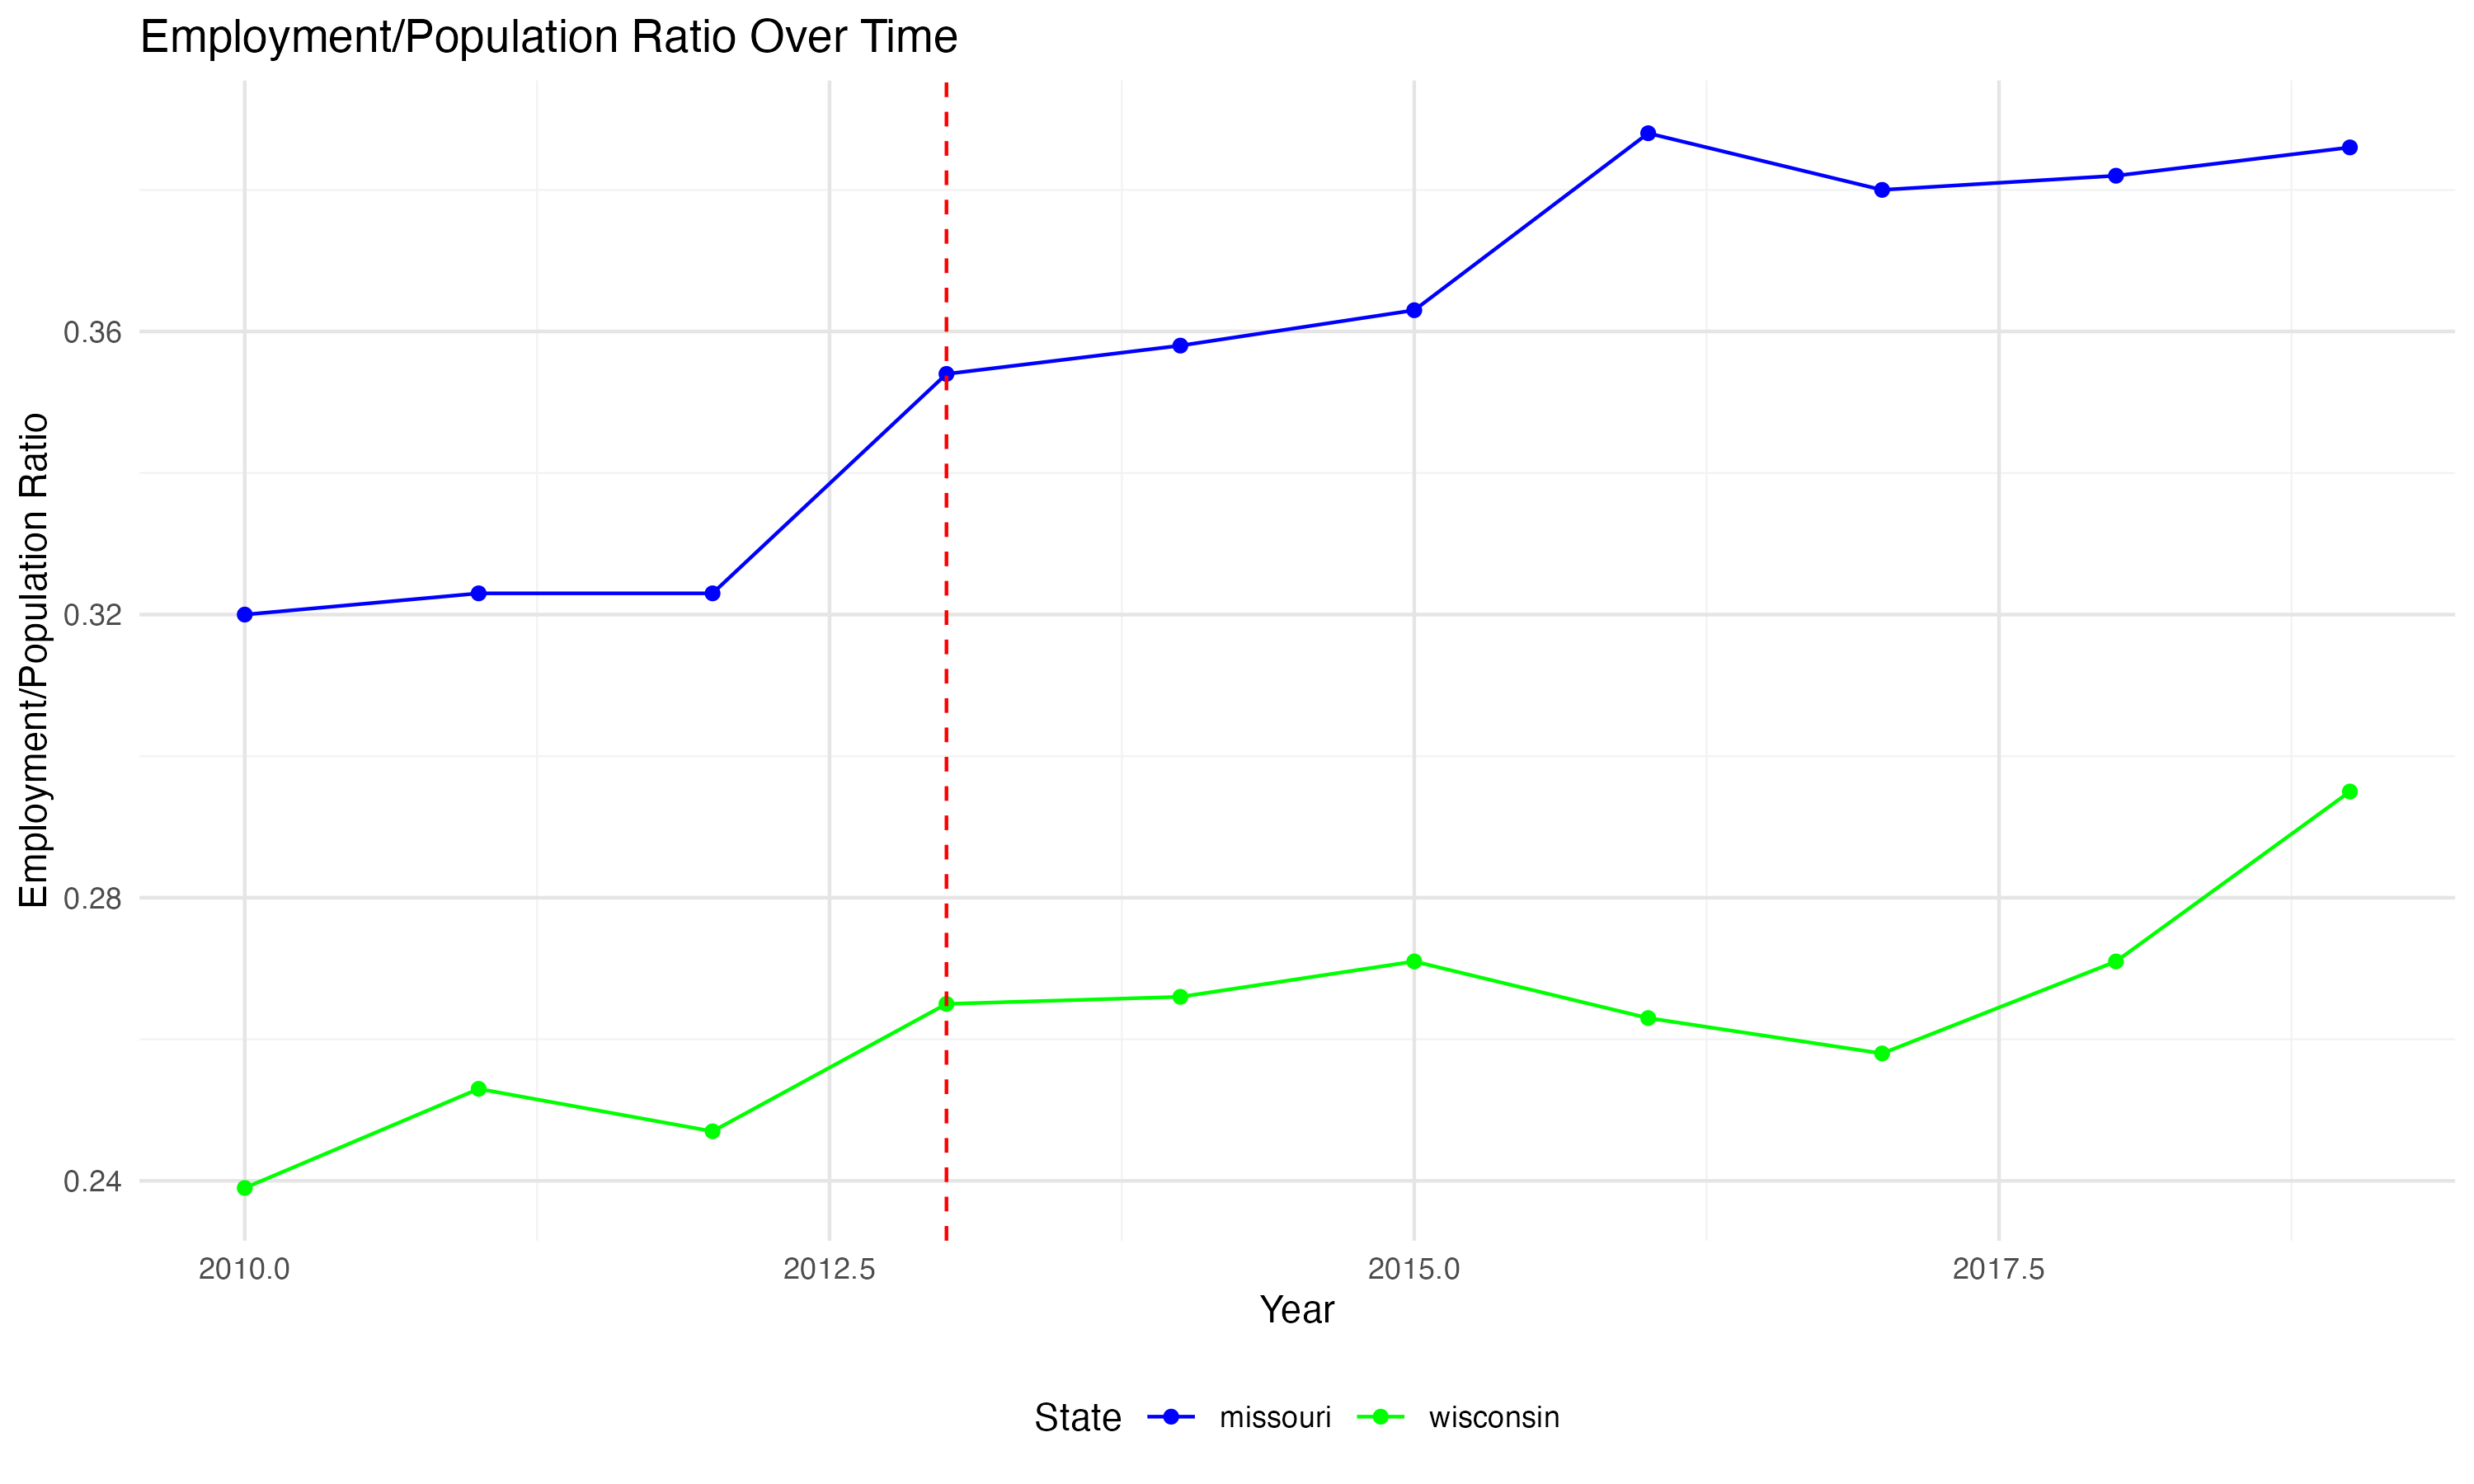 Employment/Population Ratio Over Time
Employment/Population Ratio
0.36
0.32
0.28
0.24
2010.0 2012.5 2015.0 2017.5
Year
State missouri wisconsin